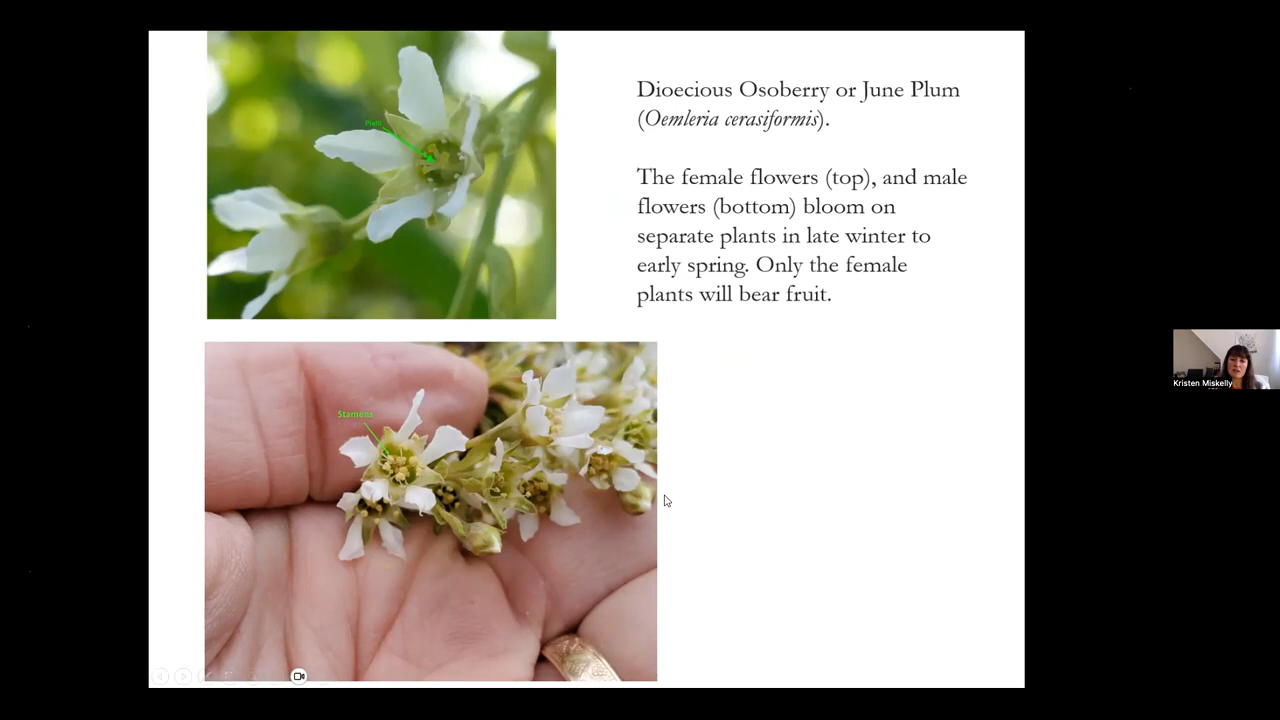 Dioecious Osoberry or June Plum
(Oemleria cerasiformis).
The female flowers (top), and male
flowers (bottom) bloom on
separate plants in late winter to
early spring. Only the female
plants will bear fruit.
Pistil
Stamens
Kristen Miskelly